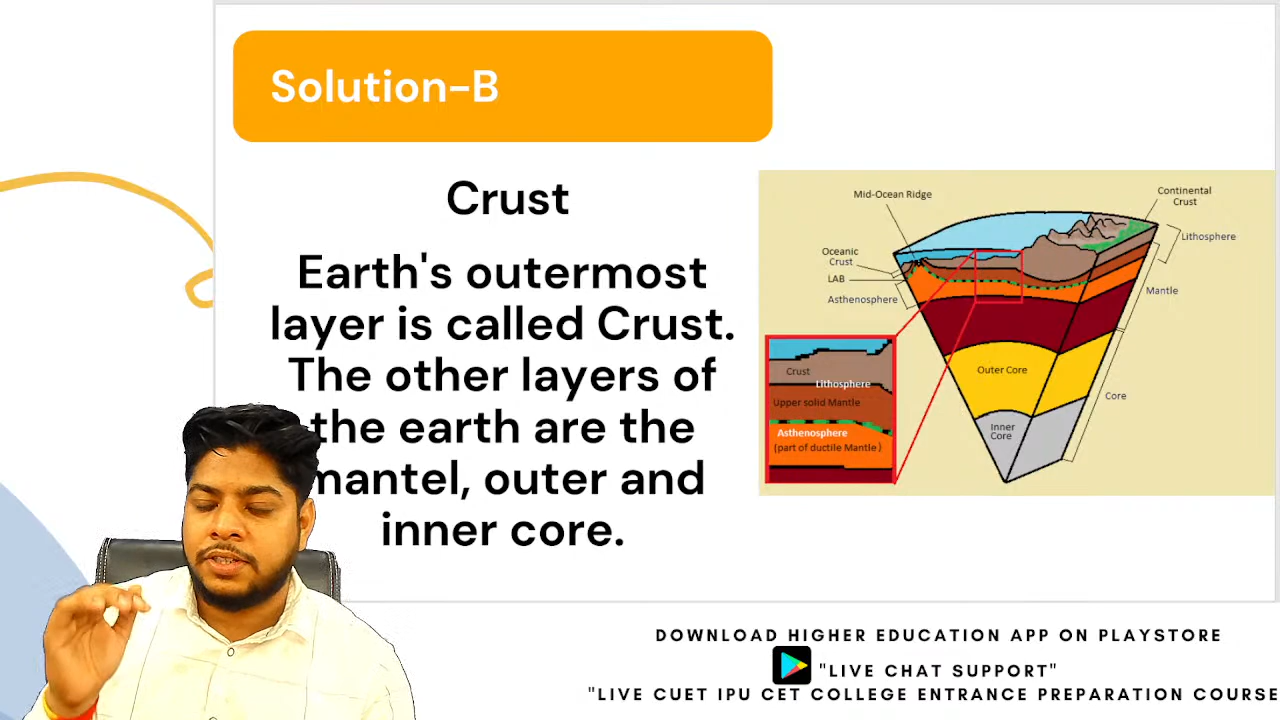 Solution-B
Crust
Earth's outermost
layer is called Crust.
The other layers of
the earth are the
mantel, outer and
inner core.
Mid-Ocean Ridge
Continental
Crust
Lithosphere
Oceanic
Crust
LAB
Asthenosphere
Mantle
Outer Core
Core
Inner
Core
Crust
Lithosphere
Upper solid Mantle
Asthenosphere
(part of ductile Mantle)
DOWNLOAD HIGHER EDUCATION APP ON PLAYSTORE
"LIVE CHAT SUPPORT"
"LIVE CUET IPU CET COLLEGE ENTRANCE PREPARATION COURSE